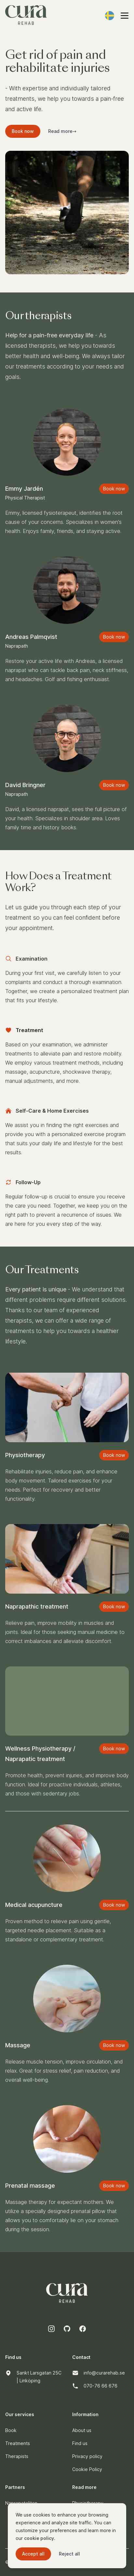 cura
REHAB
Get rid of pain and
rehabilitate injuries
- With expertise and individually tailored
treatments, we help you towards a pain-free
and active life.
Book now
Read more→
Our therapists
Help for a pain-free everyday life - As
licensed therapists, we help you towards
better health and well-being. We always tailor
our treatments according to your needs and
goals.
Emmy Jardén
Book now
Physical Therapist
Emmy, licensed fysioterapeut, identifies the root
cause of your concerns. Specializes in women's
health. Enjoys family, friends, and staying active.
Andreas Palmqvist
Book now
Naprapath
Restore your active life with Andreas, a licensed
naprapat who can tackle back pain, neck stiffness,
and headaches. Golf and fishing enthusiast.
David Bringner
Book now
Naprapath
David, a licensed naprapat, sees the full picture of
your health. Specializes in shoulder area. Loves
family time and history books.
How Does a Treatment
Work?
Let us guide you through each step of your
treatment so you can feel confident before
your appointment.
Examination
During your first visit, we carefully listen to your
complaints and conduct a thorough examination.
Together, we create a personalized treatment plan
that fits your lifestyle.
Treatment
Based on your examination, we administer
treatments to alleviate pain and restore mobility.
We employ various treatment methods, including
massage, acupuncture, shockwave therapy,
manual adjustments, and more.
Self-Care & Home Exercises
We assist you in finding the right exercises and
provide you with a personalized exercise program
that suits your daily life and lifestyle for the best
results.
Follow-Up
Regular follow-up is crucial to ensure you receive
the care you need. Together, we keep you on the
right path and prevent a recurrence of issues. We
are here for you every step of the way.
Our Treatments
Every patient is unique - We understand that
different problems require different solutions.
Thanks to our team of experienced
therapists, we can offer a wide range of
treatments to help you towards a healthier
lifestyle.
Physiotherapy
Book now
Rehabilitate injuries, reduce pain, and enhance
body movement. Tailored exercises for your
needs. Perfect for recovery and better
functionality.
Naprapathic treatment
Book now
Relieve pain, improve mobility in muscles and
joints. Ideal for those seeking manual medicine to
correct imbalances and alleviate discomfort.
Wellness Physiotherapy /
Naprapatic treatment
Book now
Promote health, prevent injuries, and improve body
function. Ideal for proactive individuals, athletes,
and those with sedentary jobs.
Medical acupuncture
Book now
Proven method to relieve pain using gentle,
targeted needle placement. Suitable as a
standalone or complementary treatment.
Massage
Book now
Release muscle tension, improve circulation, and
relax. Great for stress relief, pain reduction, and
overall well-being.
Prenatal massage
Book now
Massage therapy for expectant mothers. We
utilize a specially designed pillow that
allows you to comfortably lie on your stomach
during the session.
cura
REHAB
Find us
Contact
Sankt Larsgatan 25C
| Linköping
info@curarehab.se
070-76 66 676
Our services
Information
Book
About us
Treatments
Find us
Therapists
Privacy policy
Cookie Policy
Partners
Read more
We use cookies to enhance your browsing
experience and analyze site traffic. You can
customize your preferences and learn more in
our cookie policy.
Accept all
Reject all